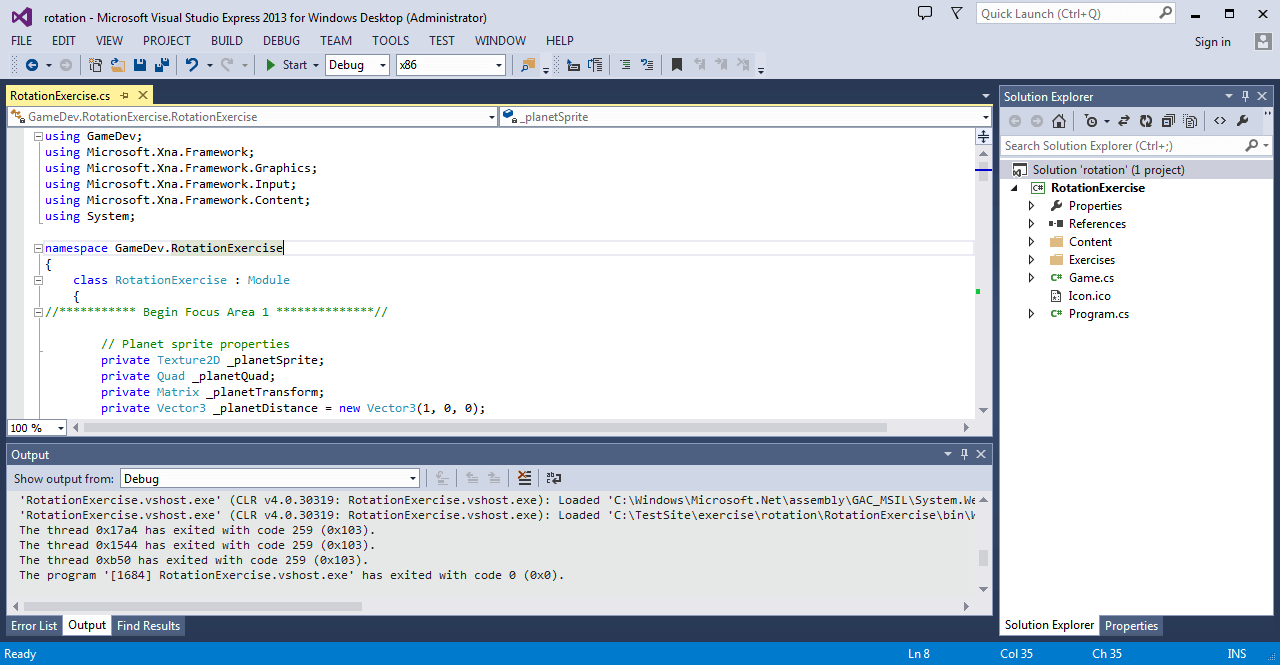 rotation - Microsoft Visual Studio Express 2013 for Windows Desktop (Administrator)
Quick Launch (Ctrl+Q)
FILE EDIT VIEW PROJECT BUILD DEBUG TEAM TOOLS TEST WINDOW HELP
Sign in
Start Debug x86
RotationExercise.cs
GameDev.RotationExercise.RotationExercise
_planetSprite
using GameDev;
using Microsoft.Xna.Framework;
using Microsoft.Xna.Framework.Graphics;
using Microsoft.Xna.Framework.Input;
using Microsoft.Xna.Framework.Content;
using System;
namespace GameDev.RotationExercise
{
class RotationExercise : Module
{
//*********** Begin Focus Area 1 **************//
// Planet sprite properties
private Texture2D _planetSprite;
private Quad _planetQuad;
private Matrix _planetTransform;
private Vector3 _planetDistance = new Vector3(1, 0, 0);
100 %
Output
Show output from: Debug
'RotationExercise.vshost.exe' (CLR v4.0.30319: RotationExercise.vshost.exe): Loaded 'C:\Windows\Microsoft.Net\assembly\GAC_MSIL\System.We
'RotationExercise.vshost.exe' (CLR v4.0.30319: RotationExercise.vshost.exe): Loaded 'C:\TestSite\exercise\rotation\RotationExercise\bin\W
The thread 0x17a4 has exited with code 259 (0x103).
The thread 0x1544 has exited with code 259 (0x103).
The thread 0xb50 has exited with code 259 (0x103).
The program '[1684] RotationExercise.vshost.exe' has exited with code 0 (0x0).
Error List Output Find Results
Solution Explorer
Search Solution Explorer (Ctrl+;)
Solution 'rotation' (1 project)
C# RotationExercise
Properties
References
Content
Exercises
C# Game.cs
Icon.ico
C# Program.cs
Solution Explorer Properties
Ready Ln 8 Col 35 Ch 35 INS